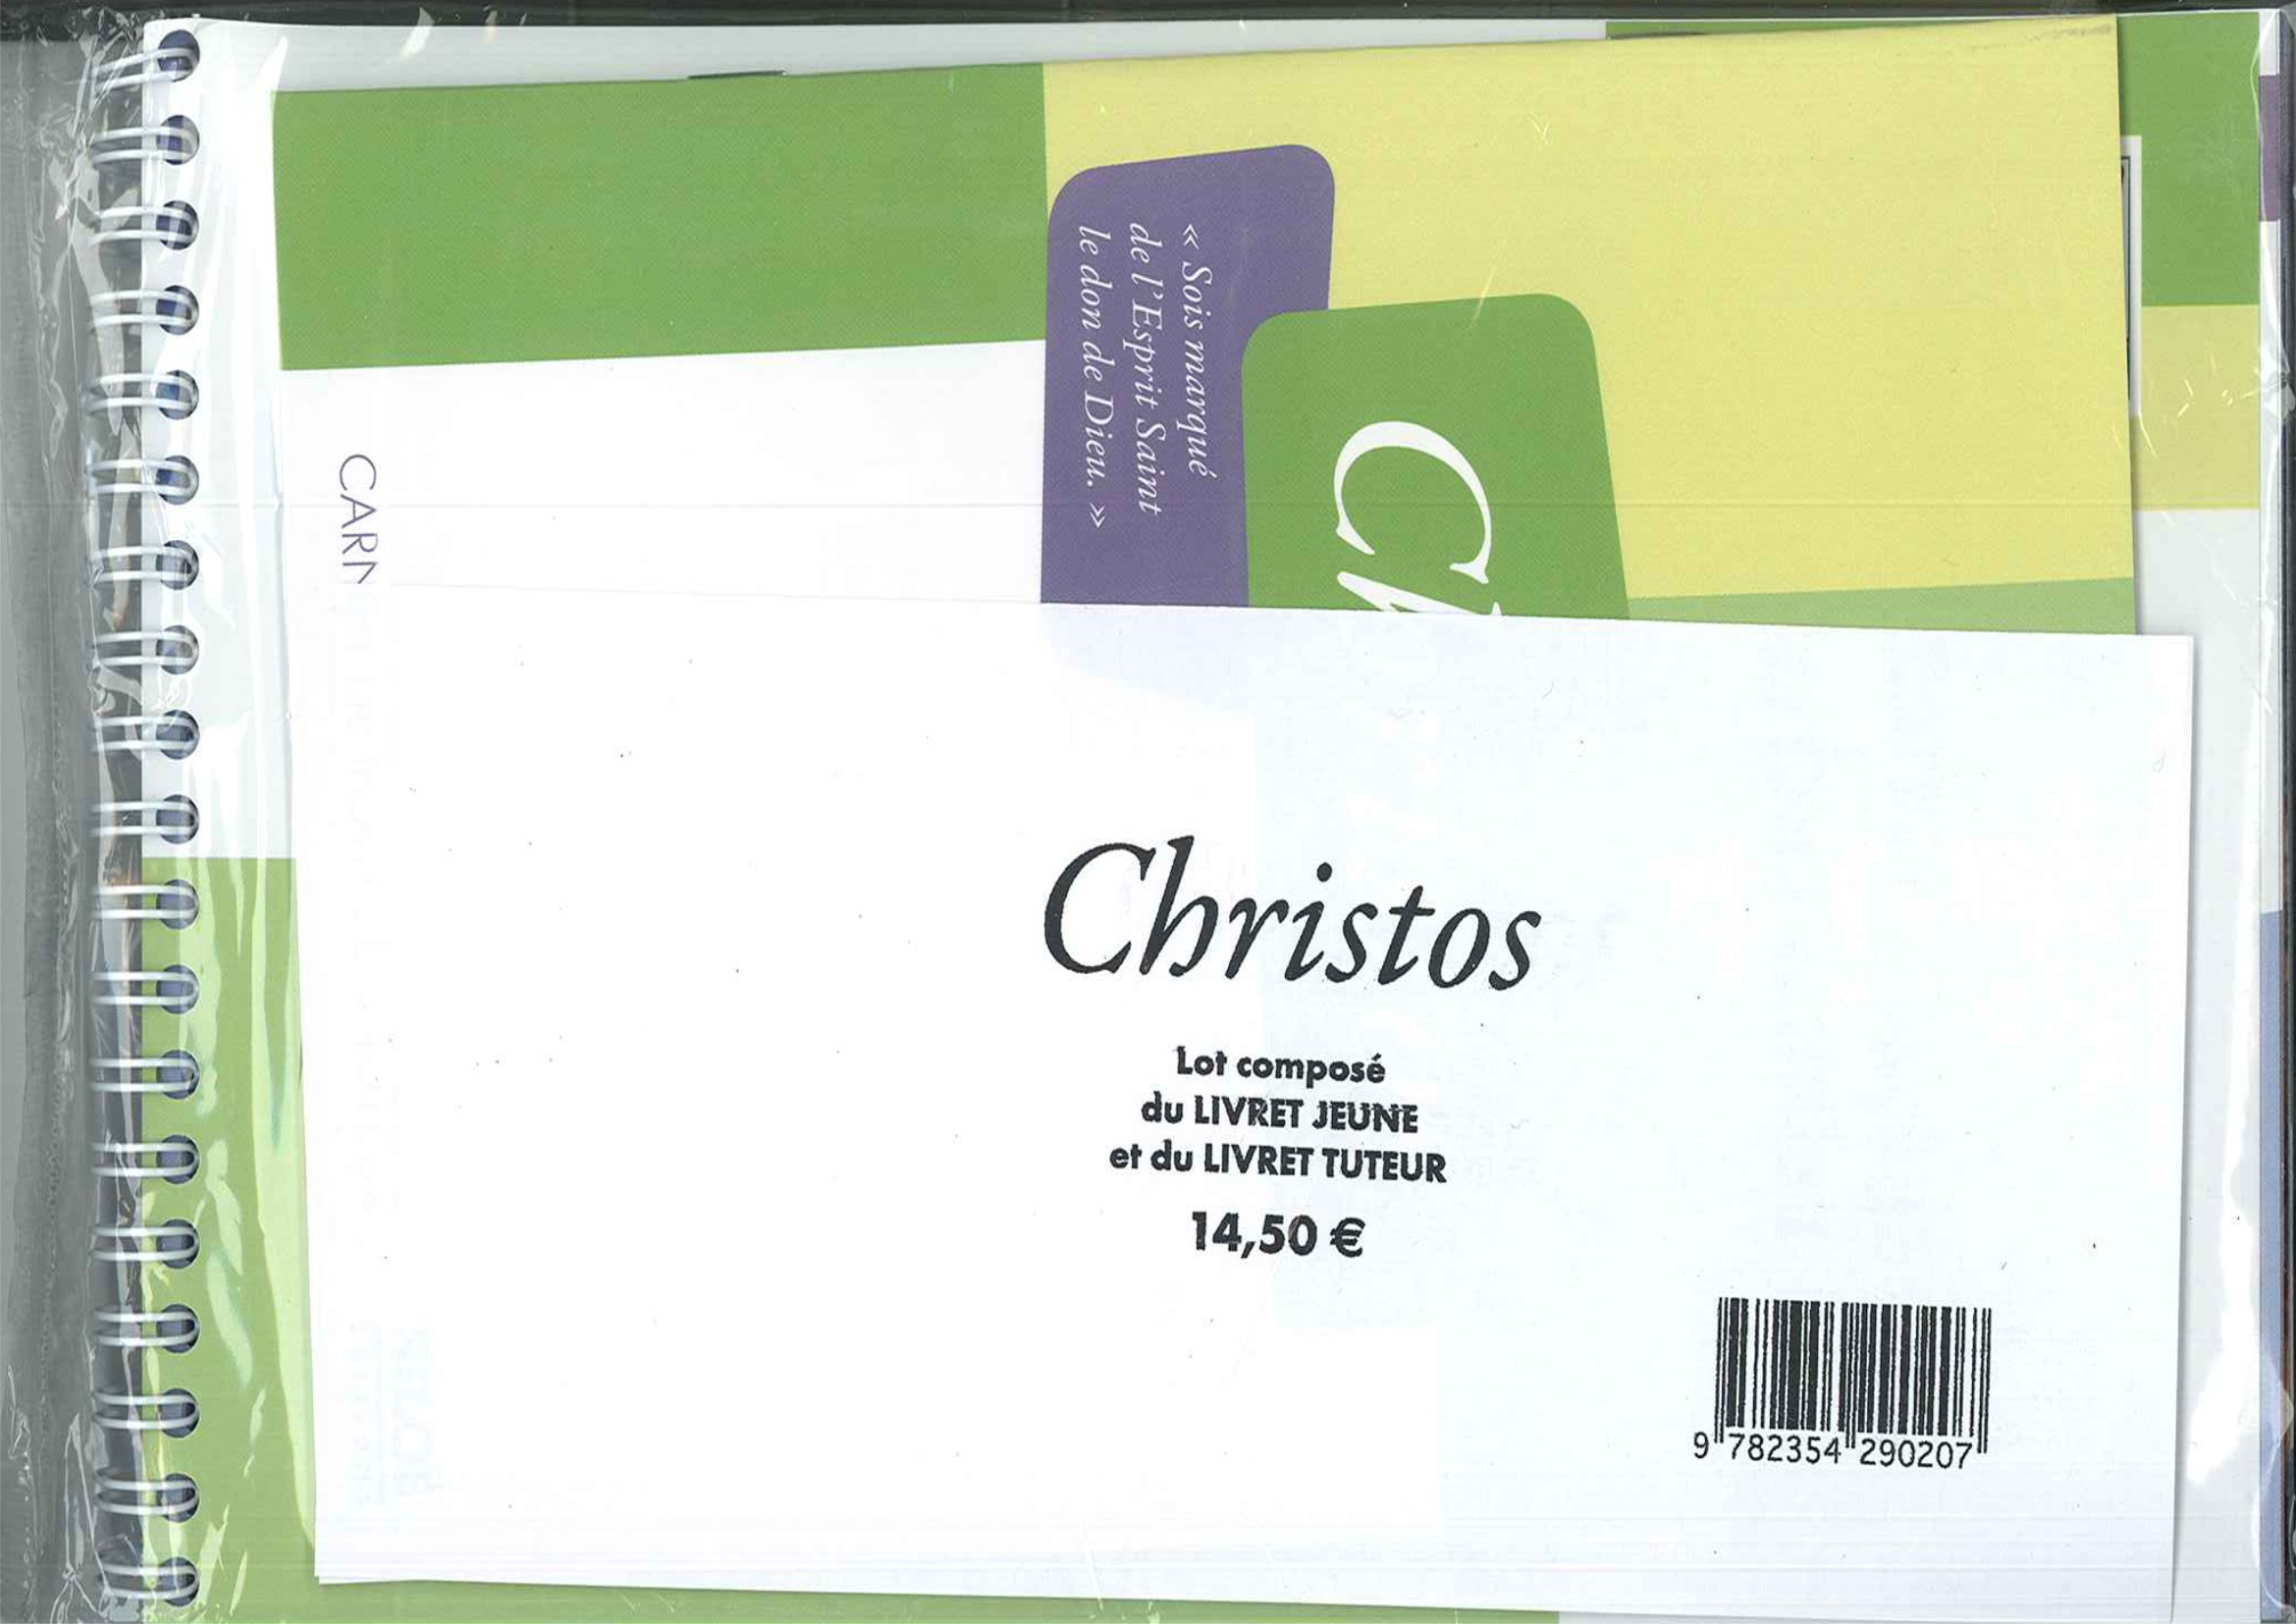 « Sois marqué
de l'Esprit Saint
le don de Dieu. »
Christos
Lot composé
du LIVRET JEUNE
et du LIVRET TUTEUR
14,50 €
9 782354 290207